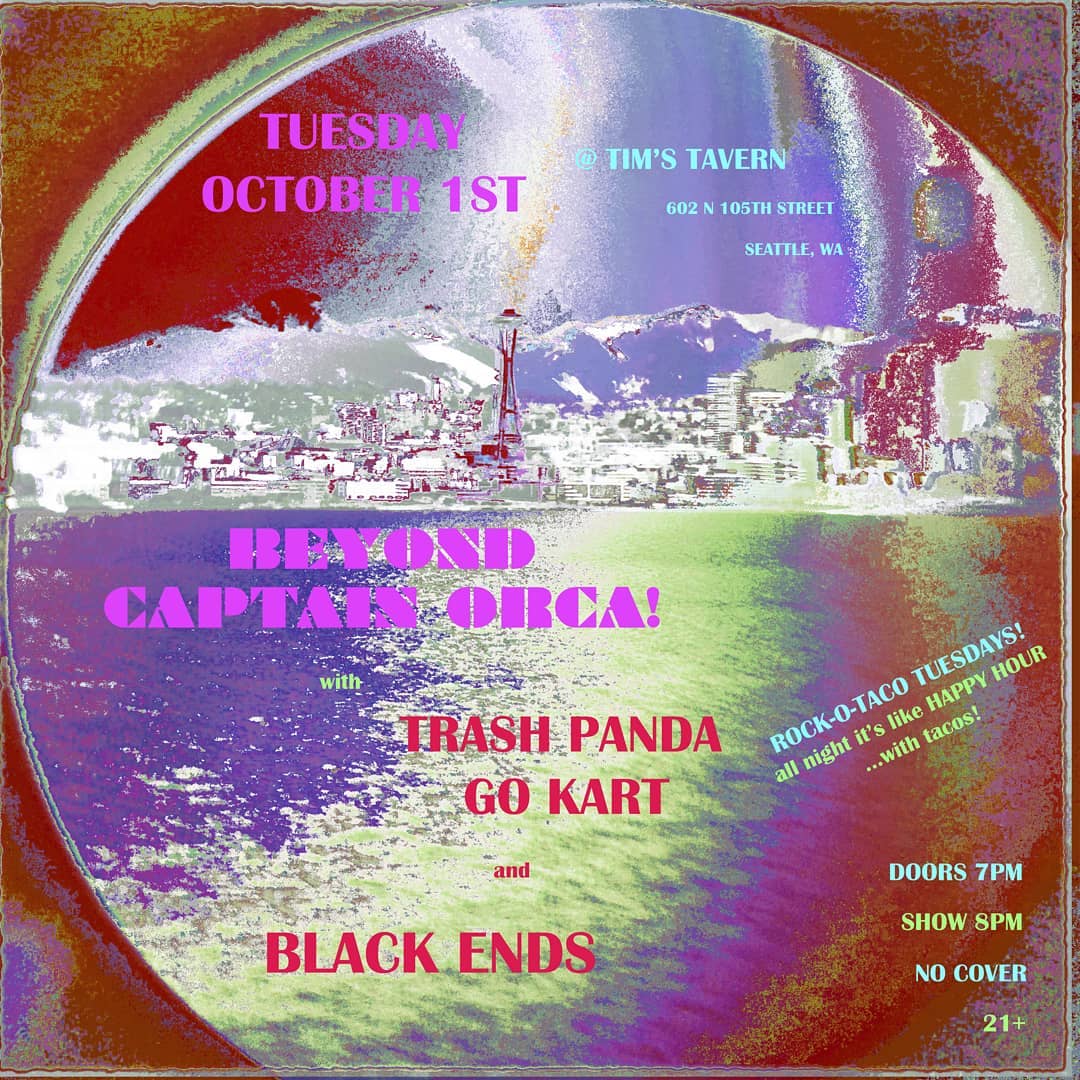 TUESDAY
OCTOBER 1ST
@ TIM'S TAVERN
602 N 105TH STREET
SEATTLE, WA
BEYOND
CAPTAIN ORCA!
with
TRASH PANDA
GO KART
and
BLACK ENDS
ROCK-O-TACO TUESDAYS!
all night it's like HAPPY HOUR
...with tacos!
DOORS 7PM
SHOW 8PM
NO COVER
21+